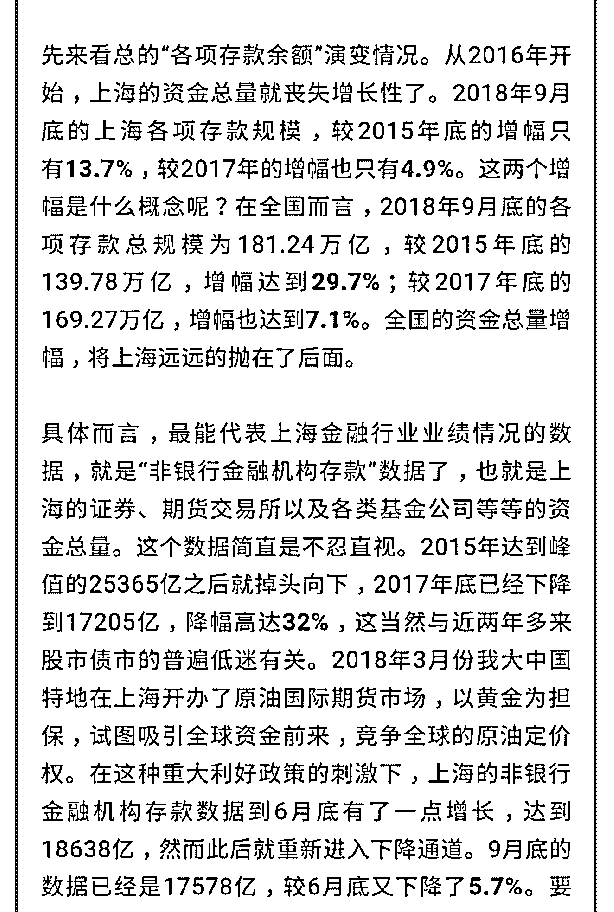 先来看总的“各项存款余额”演变情况。从2016年开
始，上海的资金总量就丧失增长性了。2018年9月
底的上海各项存款规模，较2015年底的增幅只
有13.7%，较2017年的增幅也只有4.9%。这两个增
幅是什么概念呢？在全国而言，2018年9月底的各
项存款总规模为181.24万亿，较2015年底的
139.78万亿，增幅达到29.7%；较2017年底的
169.27万亿，增幅也达到7.1%。全国的资金总量增
幅，将上海远远的抛在了后面。
具体而言，最能代表上海金融行业业绩情况的数
据，就是“非银行金融机构存款”数据了，也就是上
海的证券、期货交易所以及各类基金公司等等的资
金总量。这个数据简直是不忍直视。2015年达到峰
值的25365亿之后就掉头向下，2017年底已经下降
到17205亿，降幅高达32%，这当然与近两年多来
股市债市的普遍低迷有关。2018年3月份我大中国
特地在上海开办了原油国际期货市场，以黄金为担
保，试图吸引全球资金前来，竞争全球的原油定价
权。在这种重大利好政策的刺激下，上海的非银行
金融机构存款数据到6月底有了一点增长，达到
18638亿，然而此后就重新进入下降通道。9月底的
数据已经是17578亿，较6月底又下降了5.7%。要